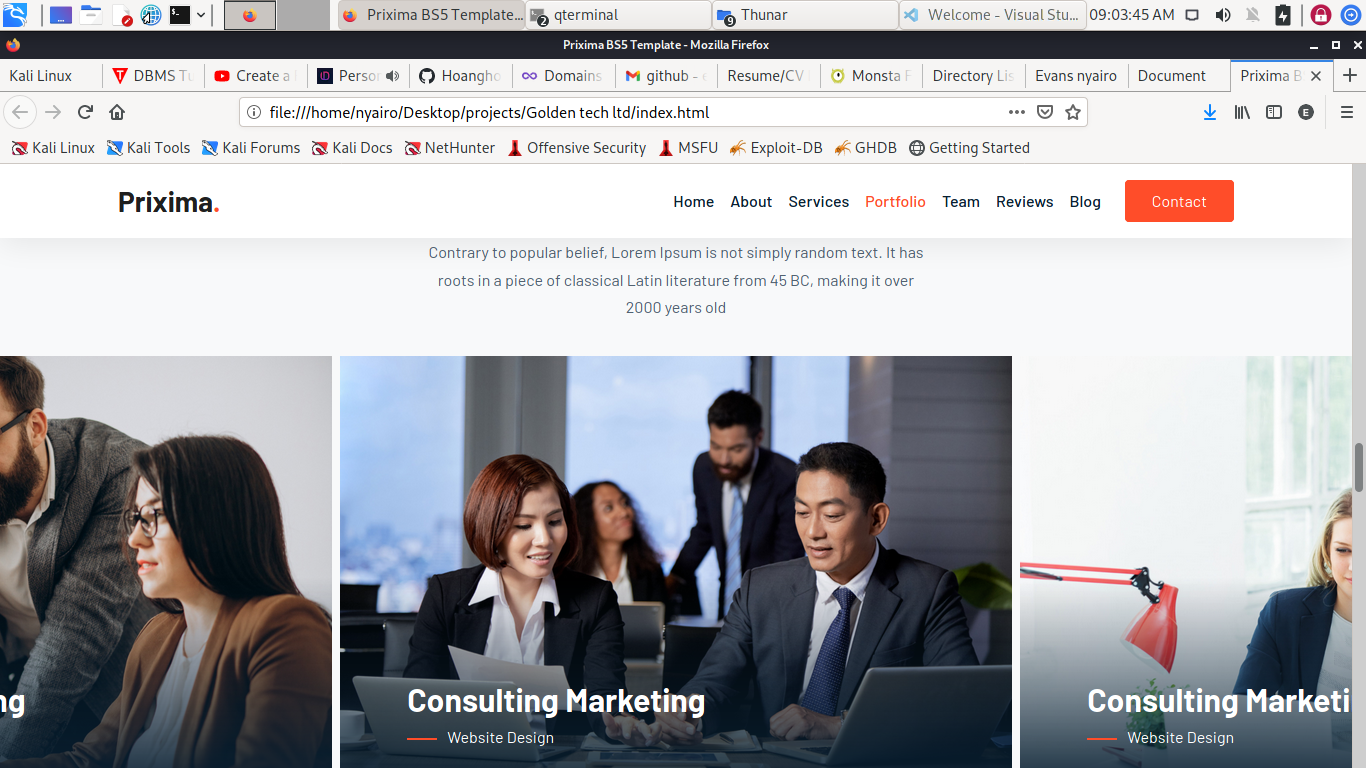 Prixima BS5 Template...
2 qterminal
9 Thunar
Welcome - Visual Stu...
09:03:45 AM
Prixima BS5 Template - Mozilla Firefox
Kali Linux
DBMS Tu
Create a
Perso
Hoangho
Domains
github - e
Resume/CV
Monsta F
Directory Lis
Evans nyairo
Document
Prixima B
file:///home/nyairo/Desktop/projects/Golden tech ltd/index.html
E
Kali Linux
Kali Tools
Kali Forums
Kali Docs
NetHunter
Offensive Security
MSFU
Exploit-DB
GHDB
Getting Started
Prixima.
Home
About
Services
Portfolio
Team
Reviews
Blog
Contact
Contrary to popular belief, Lorem Ipsum is not simply random text. It has
roots in a piece of classical Latin literature from 45 BC, making it over
2000 years old
ng
Consulting Marketing
Website Design
Consulting Marketi
Website Design